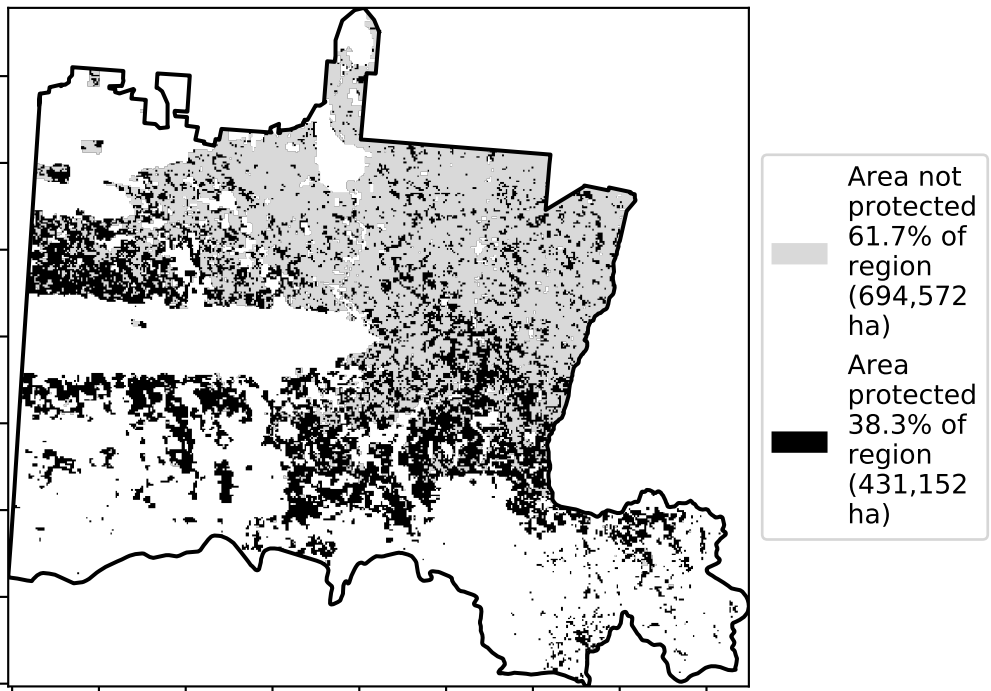 Area not
protected
61.7% of
region
(694,572
ha)
Area
protected
38.3% of
region
(431,152
ha)